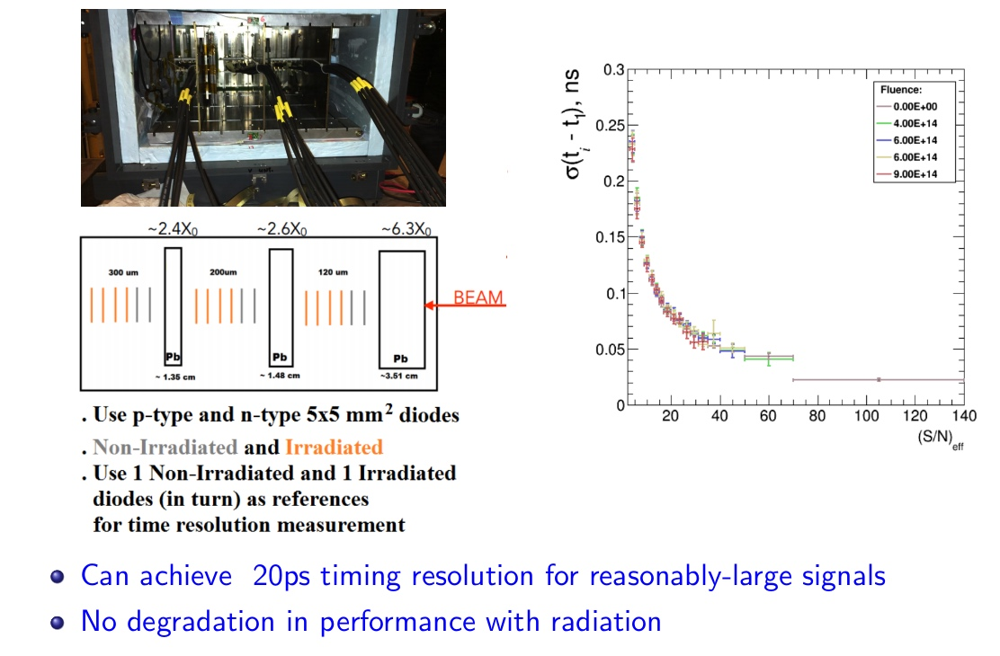 ~2.4X₀ ~2.6X₀ ~6.3X₀
300 um 200um 120 um
BEAM
Pb Pb Pb
~ 1.35 cm ~ 1.48 cm ~3.51 cm
. Use p-type and n-type 5x5 mm² diodes
. Non-Irradiated and Irradiated
. Use 1 Non-Irradiated and 1 Irradiated
diodes (in turn) as references
for time resolution measurement
σ(tᵢ - t₁), ns
0.3
0.25
0.2
0.15
0.1
0.05
0
20 40 60 80 100 120 140
(S/N)eff
Fluence:
0.00E+00
4.00E+14
6.00E+14
6.00E+14
9.00E+14
Can achieve 20ps timing resolution for reasonably-large signals
No degradation in performance with radiation